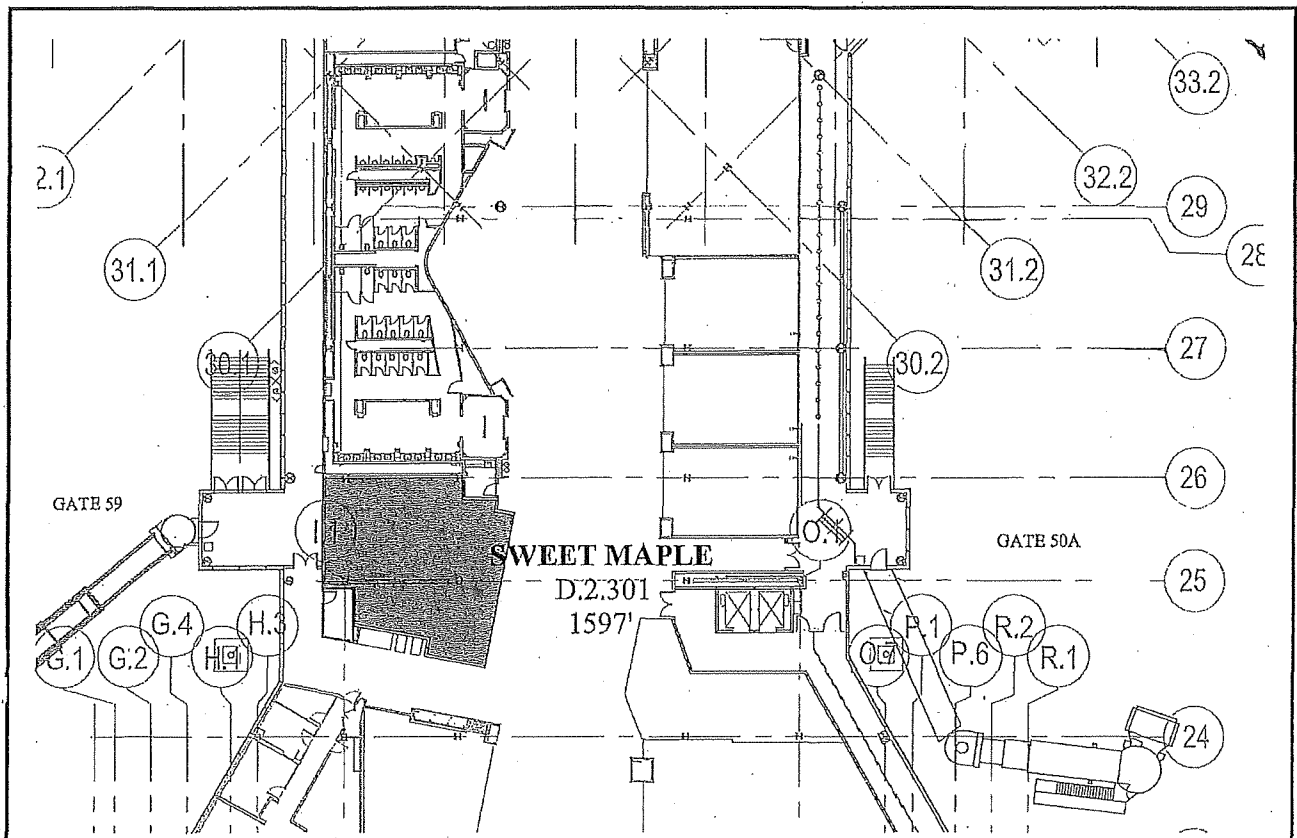 33.2
2.1
32.2
29
28
31.1
31.2
27
30.1
30.2
26
GATE 59
GATE 50A
SWEET MAPLE
D.2.301
1597'
25
G.4
H.3
P.1
R.2
G.1
G.2
P.6
R.1
24